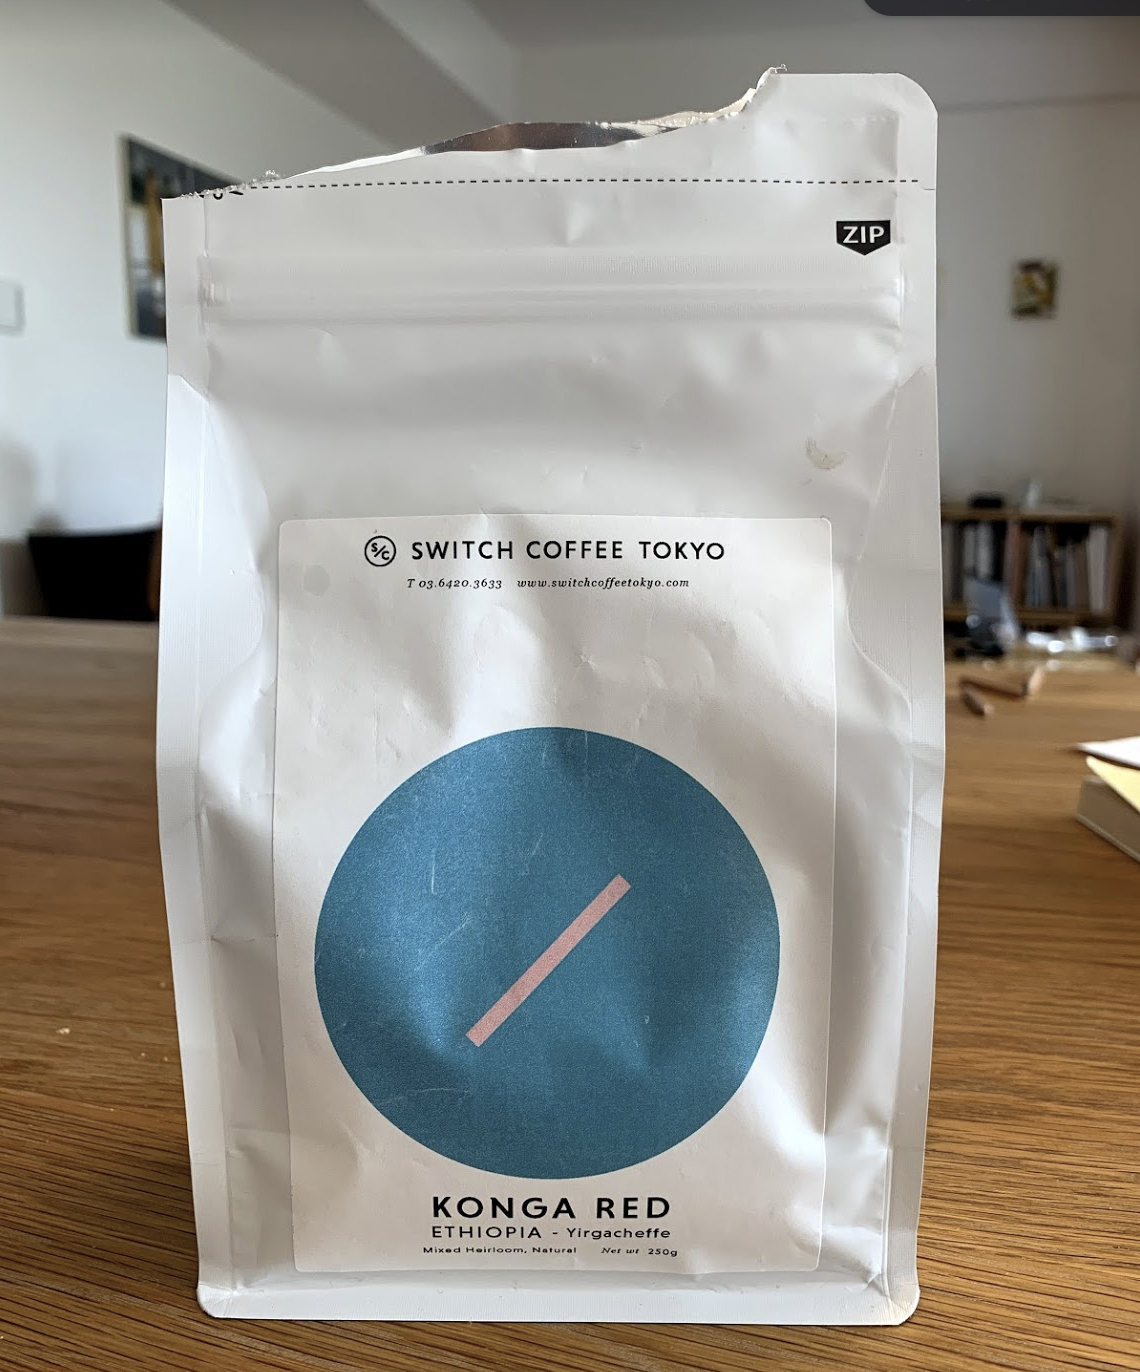 ZIP
S/C SWITCH COFFEE TOKYO
T 03.6420.3633 www.switchcoffeetokyo.com
KONGA RED
ETHIOPIA - Yirgacheffe
Mixed Heirloom, Natural Net wt 250g